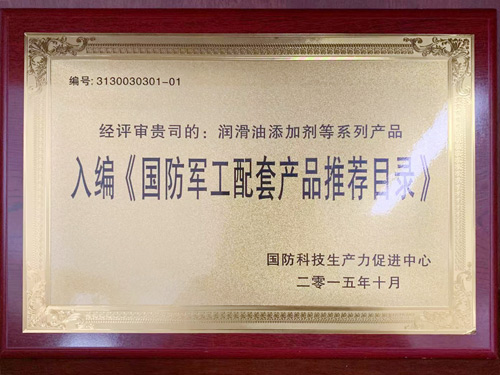 编号:3130030301-01
经评审贵司的：润滑油添加剂等系列产品
入编《国防军工配套产品推荐目录》
国防科技生产力促进中心
二零一五年十月